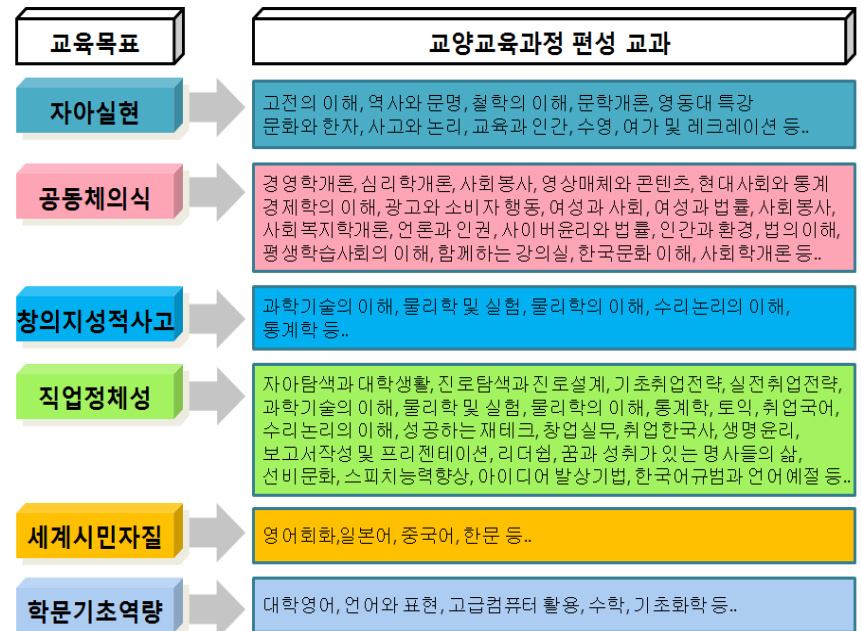 교육목표
교양교육과정 편성 교과
자아실현
고전의 이해, 역사와 문명, 철학의 이해, 문학개론, 영동대 특강
문화와 한자, 사고와 논리, 교육과 인간, 수영, 여가 및 레크레이션 등..
공동체의식
경영학개론, 심리학개론, 사회봉사, 영상매체와 콘텐츠, 현대사회와 통계
경제학의 이해, 광고와 소비자 행동, 여성과 사회, 여성과 법률, 사회봉사,
사회복지학개론, 언론과 인권, 사이버윤리와 법률, 인간과 환경, 법의이해,
평생학습사회의 이해, 함께하는 강의실, 한국문화 이해, 사회학개론 등..
창의지성적사고
과학기술의 이해, 물리학 및 실험, 물리학의 이해, 수리논리의 이해,
통계학 등..
직업정체성
자아탐색과 대학생활, 진로탐색과 진로설계, 기초취업전략, 실전취업전략,
과학기술의 이해, 물리학 및 실험, 물리학의 이해, 통계학, 토익, 취업국어,
수리논리의 이해, 성공하는 재테크, 창업실무, 취업한국사, 생명윤리,
보고서작성 및 프리젠테이션, 리더쉽, 꿈과 성취가 있는 명사들의 삶,
선비문화, 스피치능력향상, 아이디어 발상기법, 한국어규범과 언어예절 등..
세계시민자질
영어회화,일본어, 중국어, 한문 등..
학문기초역량
대학영어, 언어와 표현, 고급컴퓨터 활용, 수학, 기초화학 등..